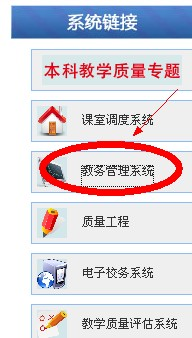 系统链接
本科教学质量专题
课室调度系统
教务管理系统
质量工程
电子校务系统
教学质量评估系统